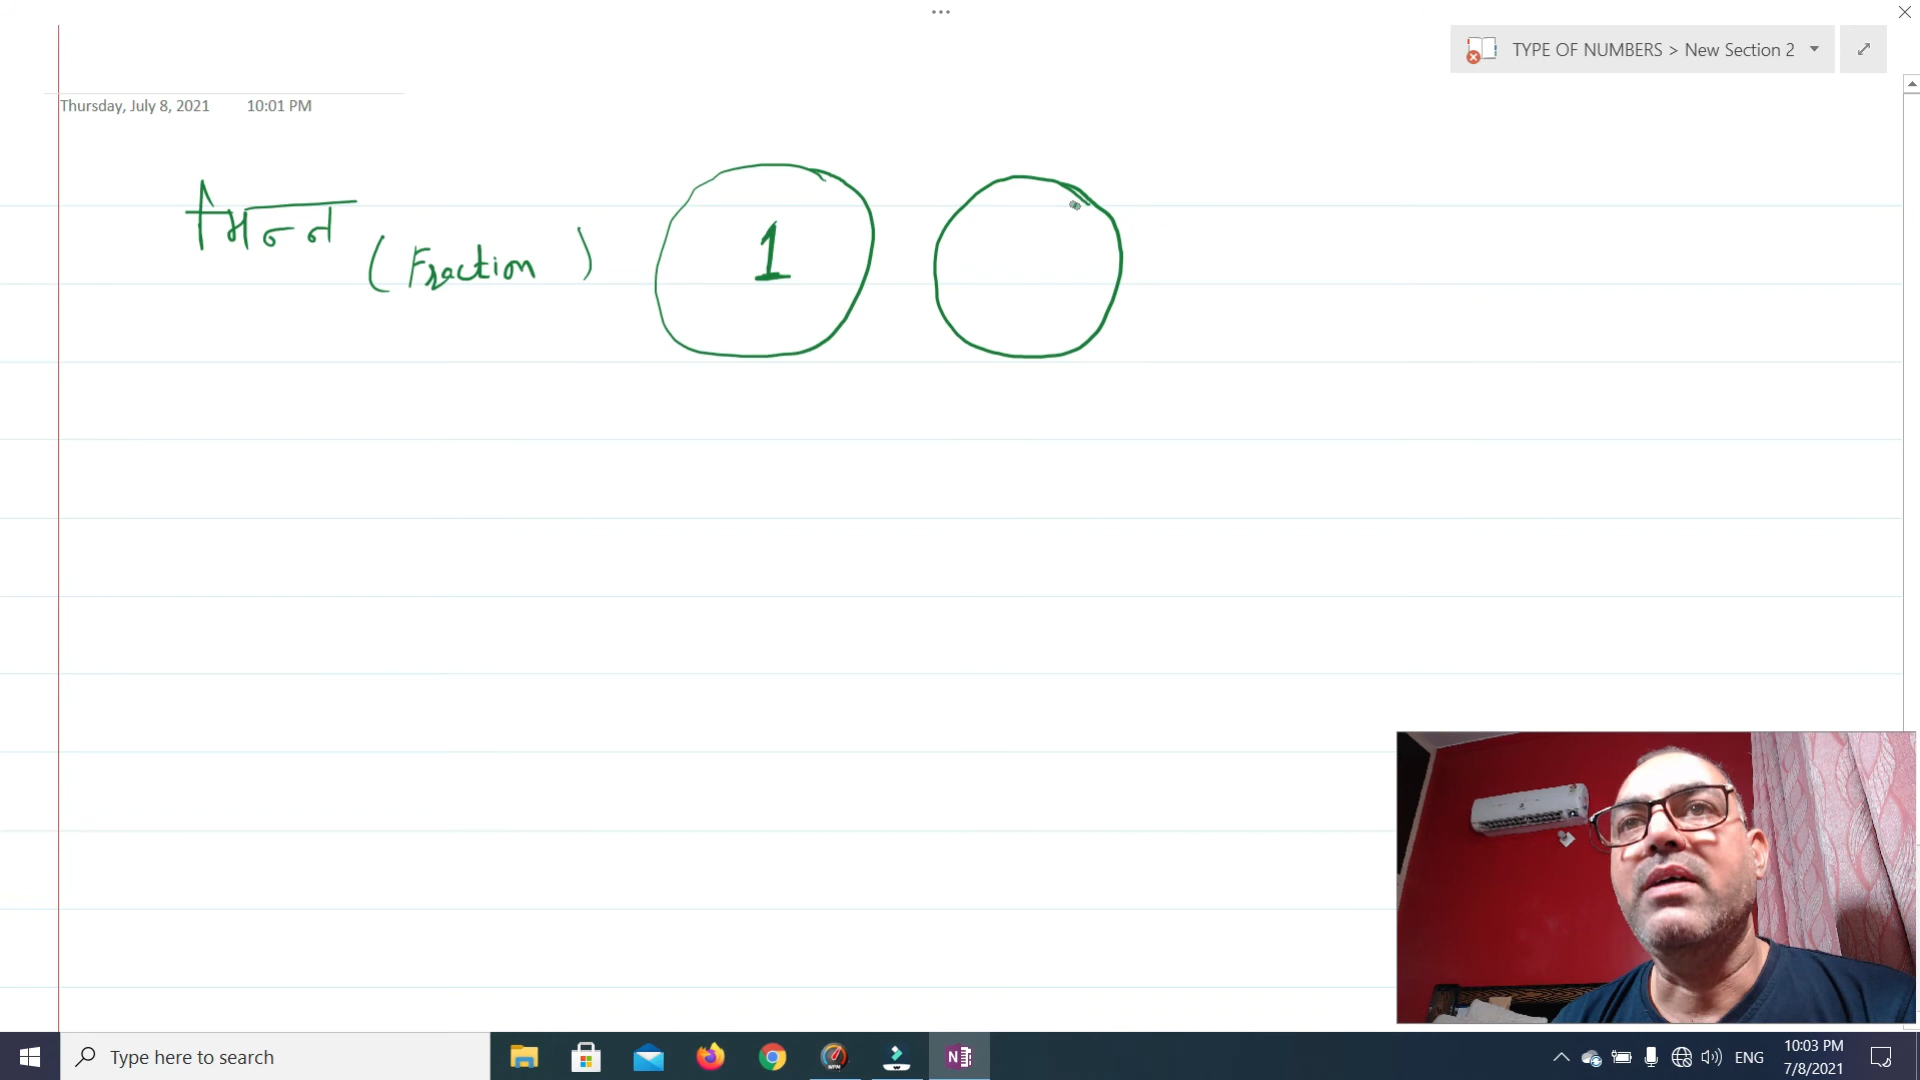 TYPE OF NUMBERS > New Section 2
Thursday, July 8, 2021 10:01 PM
भिन्न
(Fraction)
1
Type here to search
ENG
10:03 PM
7/8/2021